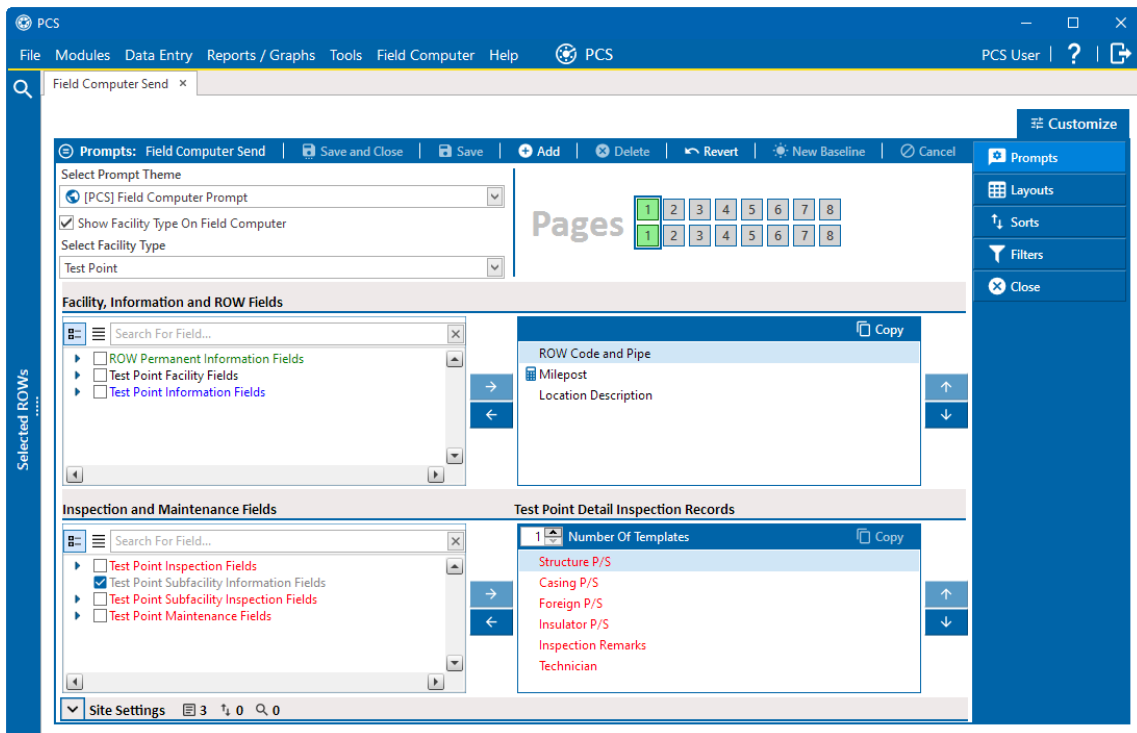 PCS
File Modules Data Entry Reports / Graphs Tools Field Computer Help PCS PCS User | ? |
Field Computer Send ×
Customize
Prompts: Field Computer Send | Save and Close | Save | Add | Delete | Revert | New Baseline | Cancel
Prompts
Layouts
Sorts
Filters
Close
Select Prompt Theme
[PCS] Field Computer Prompt
Show Facility Type On Field Computer
Select Facility Type
Test Point
Pages
1 2 3 4 5 6 7 8
1 2 3 4 5 6 7 8
Selected ROWs
Facility, Information and ROW Fields
Search For Field...
ROW Permanent Information Fields
Test Point Facility Fields
Test Point Information Fields
Copy
ROW Code and Pipe
Milepost
Location Description
Inspection and Maintenance Fields
Search For Field...
Test Point Inspection Fields
Test Point Subfacility Information Fields
Test Point Subfacility Inspection Fields
Test Point Maintenance Fields
Test Point Detail Inspection Records
1 Number Of Templates Copy
Structure P/S
Casing P/S
Foreign P/S
Insulator P/S
Inspection Remarks
Technician
Site Settings 3 0 0